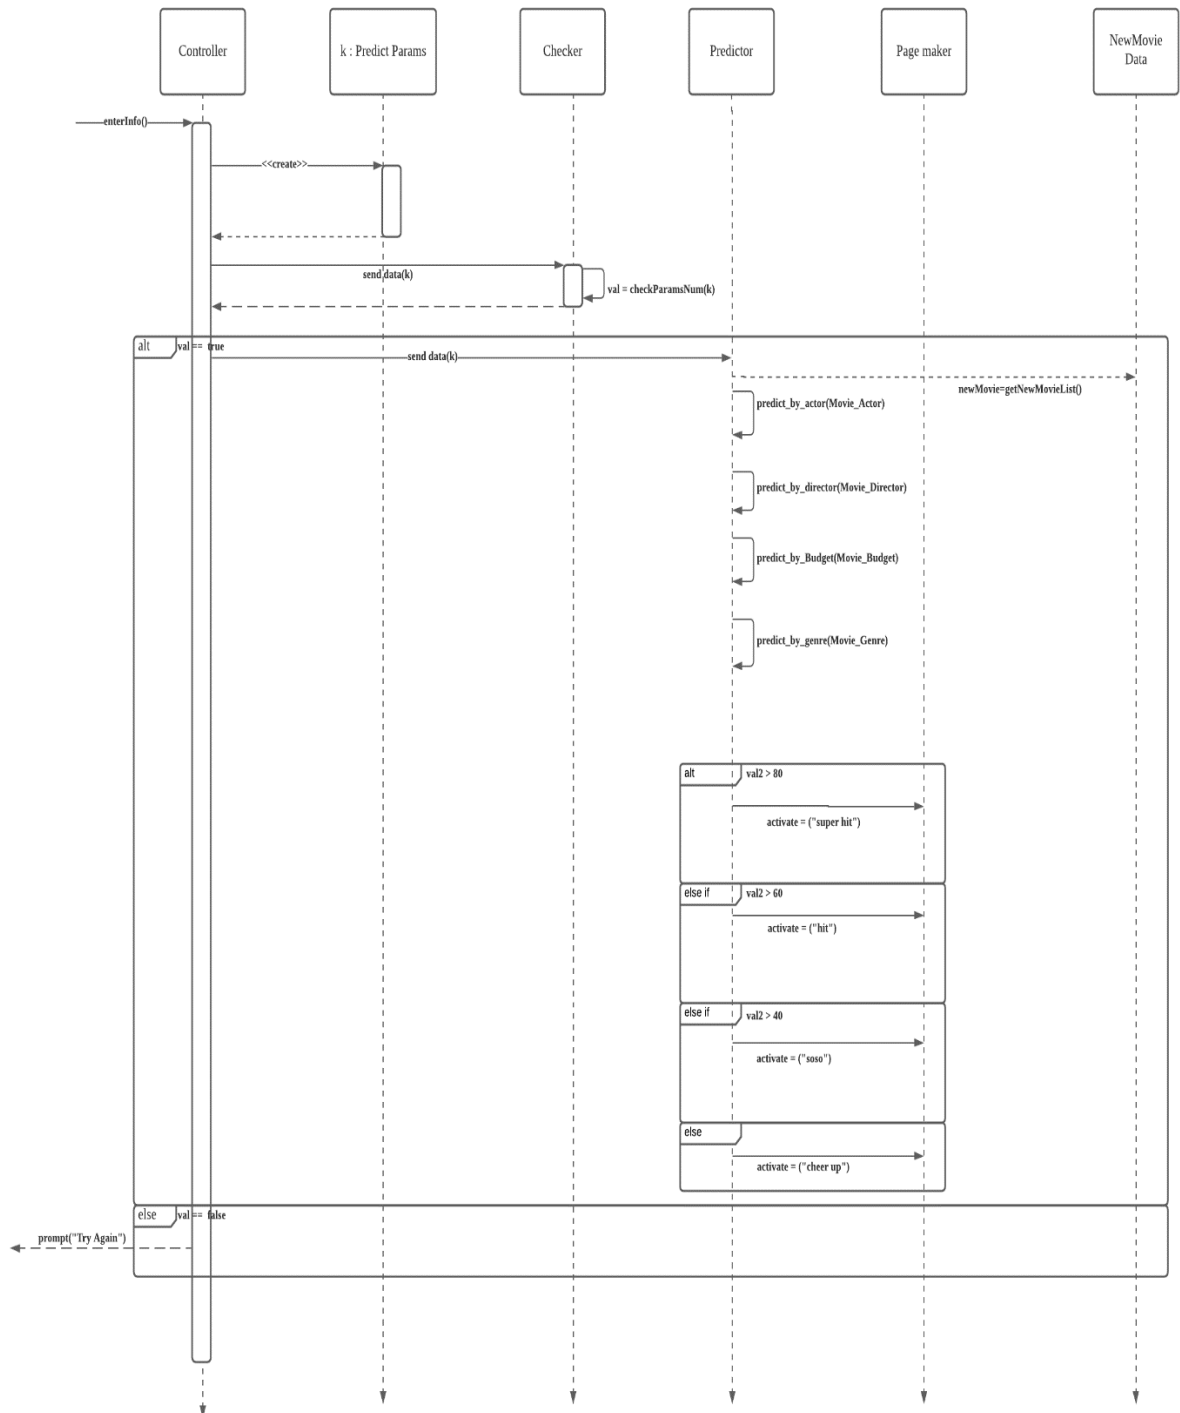 Controller
k : Predict Params
Checker
Predictor
Page maker
NewMovie
Data
enterInfo()
<<create>>
send data(k)
val = checkParamsNum(k)
alt
val == true
send data(k)
newMovie=getNewMovieList()
predict_by_actor(Movie_Actor)
predict_by_director(Movie_Director)
predict_by_Budget(Movie_Budget)
predict_by_genre(Movie_Genre)
alt
val2 > 80
activate = ("super hit")
else if
val2 > 60
activate = ("hit")
else if
val2 > 40
activate = ("soso")
else
activate = ("cheer up")
else
val == false
prompt("Try Again")